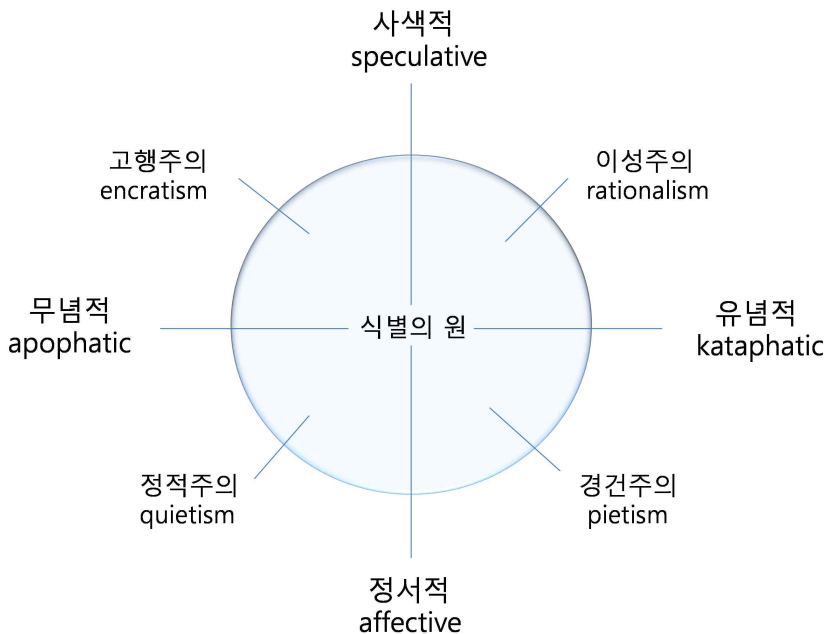 사색적
speculative
고행주의
encratism
이성주의
rationalism
무념적
apophatic
식별의 원
유념적
kataphatic
정적주의
quietism
경건주의
pietism
정서적
affective